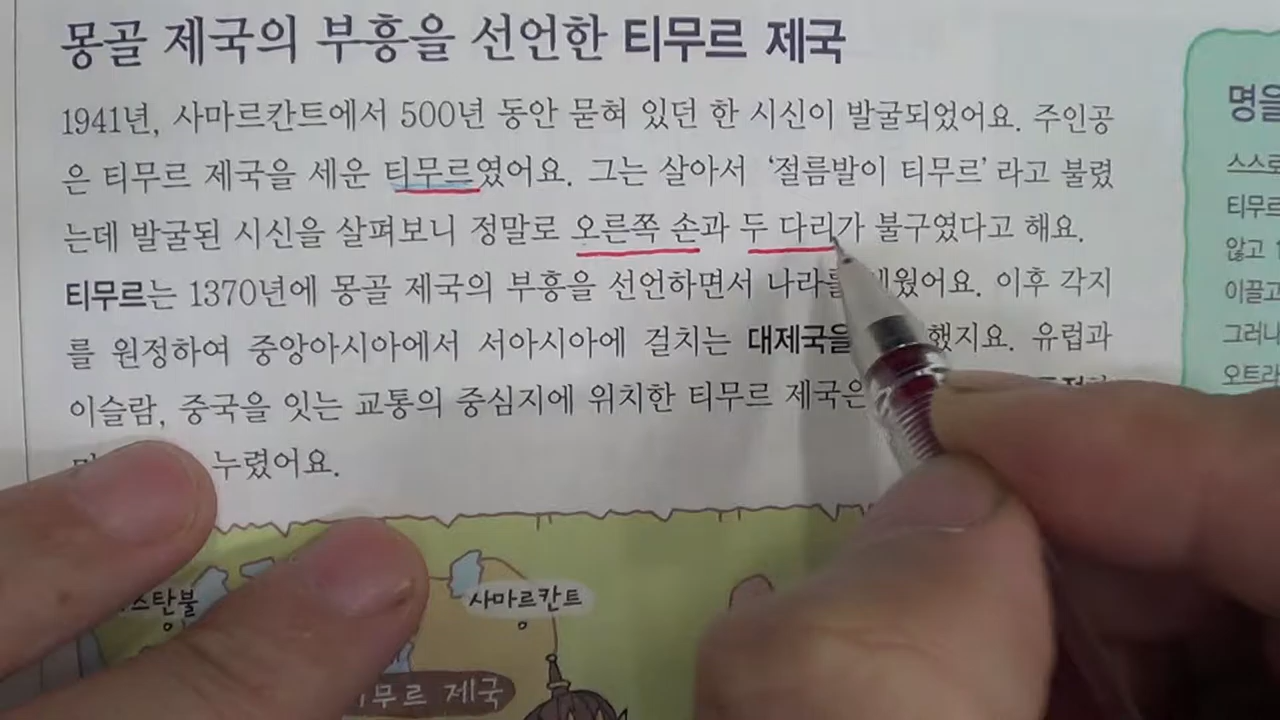 몽골 제국의 부흥을 선언한 티무르 제국
1941년, 사마르칸트에서 500년 동안 묻혀 있던 한 시신이 발굴되었어요. 주인공
은 티무르 제국을 세운 티무르였어요. 그는 살아서 '절름발이 티무르'라고 불렸
는데 발굴된 시신을 살펴보니 정말로 오른쪽 손과 두 다리가 불구였다고 해요.
티무르는 1370년에 몽골 제국의 부흥을 선언하면서 나라를 세웠어요. 이후 각지
를 원정하여 중앙아시아에서 서아시아에 걸치는 대제국을 했지요. 유럽과
이슬람, 중국을 잇는 교통의 중심지에 위치한 티무르 제국은
누렸어요.
사마르칸트
티무르 제국
명을
스스로
티무르
않고
이끌고
그러나
오트라